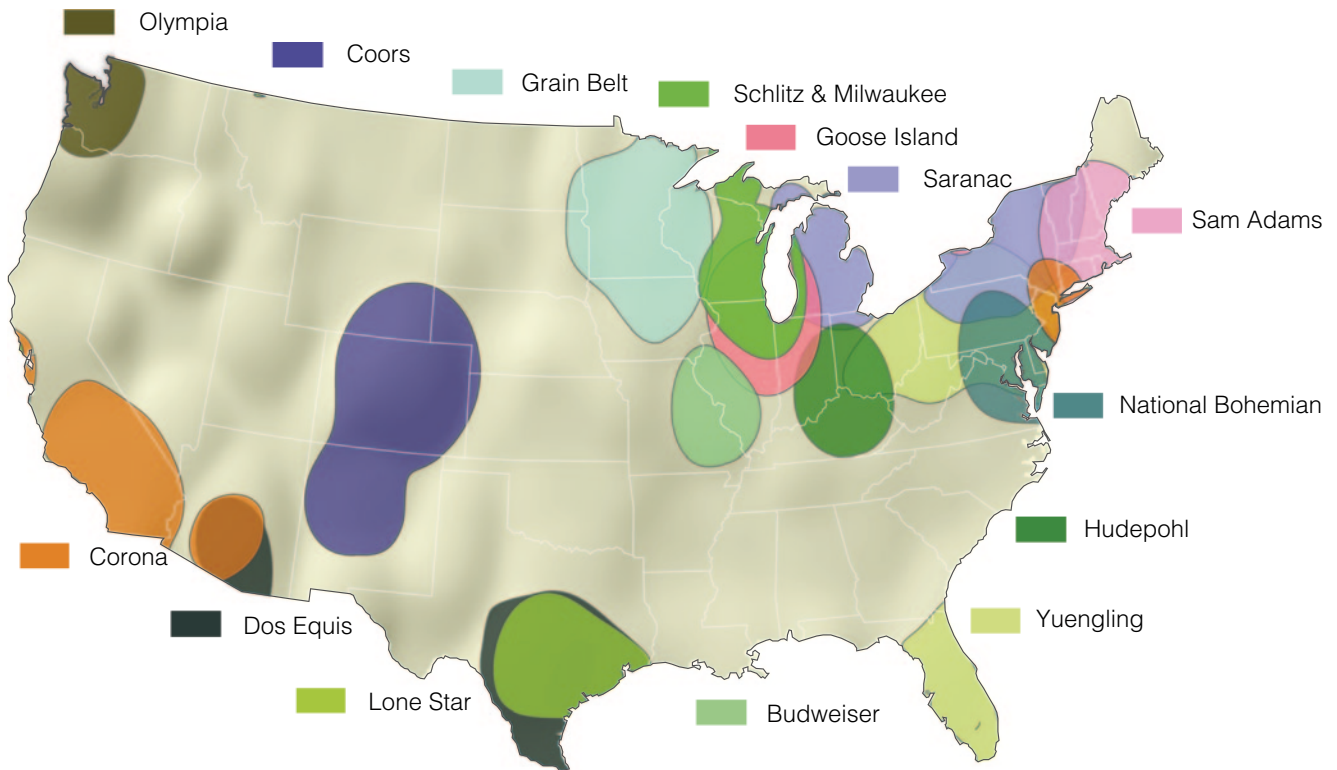 Olympia
Coors
Grain Belt
Schlitz & Milwaukee
Goose Island
Saranac
Sam Adams
National Bohemian
Hudepohl
Corona
Yuengling
Dos Equis
Lone Star
Budweiser